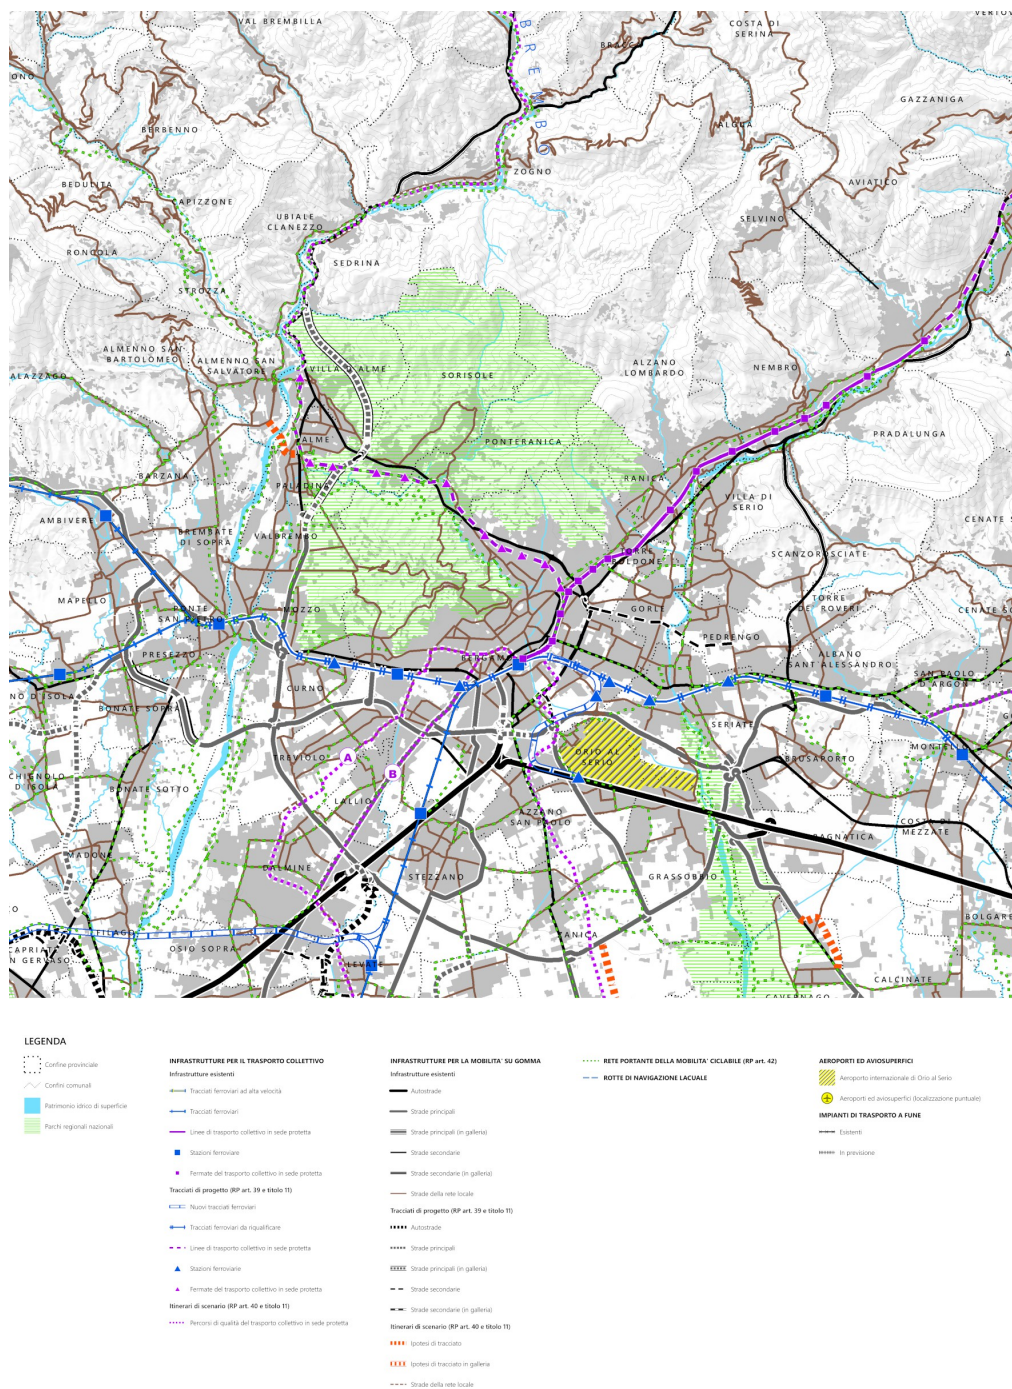 VAL BREMBILLA
COSTA DI
SERINA
BREMBO
BERBENNO
GAZZANIGA
ALGUA
ZOGNO
AVIATICO
BEDULITA
CAPIZZONE
SELVINO
UBIALE
CLANEZZO
RONCOLA
SEDRINA
STROZZA
ALMENNO SAN
BARTOLOMEO
ALMENNO SAN
SALVATORE
VILLA D'ALME'
SORISOLE
ALZANO
LOMBARDO
NEMBRO
ALME'
PONTERANICA
PRADALUNGA
BARZANA
PALADINA
RANICA
VILLA DI
SERIO
AMBIVERE
BREMBATE
DI SOPRA
VALBREMBO
TORRE
BOLDONE
SCANZOROSCIATE
MAPELLO
PONTE
SAN PIETRO
MOZZO
GORLE
TORRE
DE' ROVERI
PRESEZZO
BERGAMO
PEDRENGO
ALBANO
SANT'ALESSANDRO
SAN PAOLO
D'ARGON
CURNO
BONATE SOPRA
SERIATE
MONTELLO
TREVIOLO
A
B
ORIO AL
SERIO
BRUSAPORTO
CHIGNOLO
D'ISOLA
BONATE SOTTO
LALLIO
AZZANO
SAN PAOLO
COSTA DI
MEZZATE
BAGNATICA
MADONE
DALMINE
STEZZANO
GRASSOBBIO
FILAGO
OSIO SOPRA
ZANICA
LEVATE
CALCINATE
CAVERNAGO
LEGENDA
Confine provinciale
Confini comunali
Patrimonio idrico di superficie
Parchi regionali nazionali
INFRASTRUTTURE PER IL TRASPORTO COLLETTIVO
Infrastrutture esistenti
Tracciati ferroviari ad alta velocità
Tracciati ferroviari
Linee di trasporto collettivo in sede protetta
Stazioni ferroviare
Fermate del trasporto collettivo in sede protetta
Tracciati di progetto (RP art. 39 e titolo 11)
Nuovi tracciati ferroviari
Tracciati ferroviari da riqualificare
Linee di trasporto collettivo in sede protetta
Stazioni ferroviarie
Fermate del trasporto collettivo in sede protetta
Itinerari di scenario (RP art. 40 e titolo 11)
Percorsi di qualità del trasporto collettivo in sede protetta
INFRASTRUTTURE PER LA MOBILITA' SU GOMMA
Infrastrutture esistenti
Autostrade
Strade principali
Strade principali (in galleria)
Strade secondarie
Strade secondarie (in galleria)
Strade della rete locale
Tracciati di progetto (RP art. 39 e titolo 11)
Autostrade
Strade principali
Strade principali (in galleria)
Strade secondarie
Strade secondarie (in galleria)
Itinerari di scenario (RP art. 40 e titolo 11)
Ipotesi di tracciato
Ipotesi di tracciato in galleria
Strade della rete locale
RETE PORTANTE DELLA MOBILITA' CICLABILE (RP art. 42)
ROTTE DI NAVIGAZIONE LACUALE
AEROPORTI ED AVIOSUPERFICI
Aeroporto internazionale di Orio al Serio
Aeroporti ed aviosuperfici (localizzazione puntuale)
IMPIANTI DI TRASPORTO A FUNE
Esistenti
In previsione